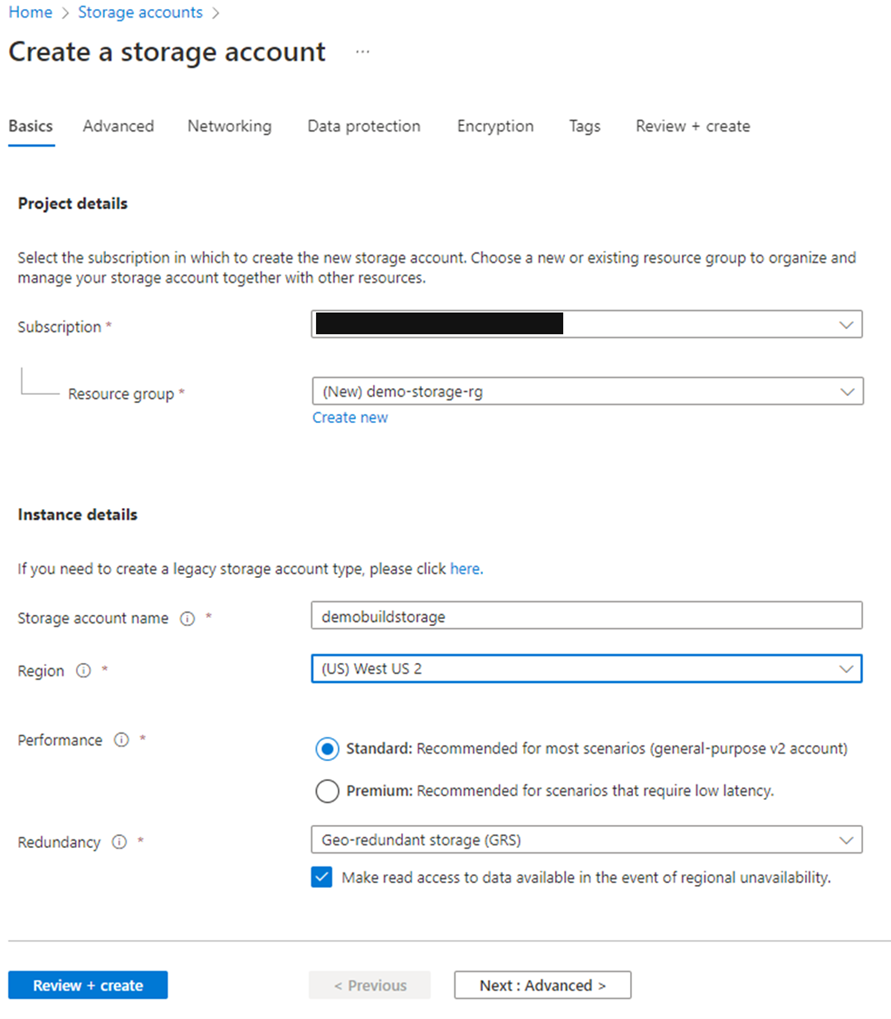 Home > Storage accounts >
Create a storage account ...
Basics Advanced Networking Data protection Encryption Tags Review + create
Project details
Select the subscription in which to create the new storage account. Choose a new or existing resource group to organize and
manage your storage account together with other resources.
Subscription *
Resource group * (New) demo-storage-rg
Create new
Instance details
If you need to create a legacy storage account type, please click here.
Storage account name * demobuildstorage
Region * (US) West US 2
Performance * Standard: Recommended for most scenarios (general-purpose v2 account)
Premium: Recommended for scenarios that require low latency.
Redundancy * Geo-redundant storage (GRS)
Make read access to data available in the event of regional unavailability.
Review + create < Previous Next : Advanced >